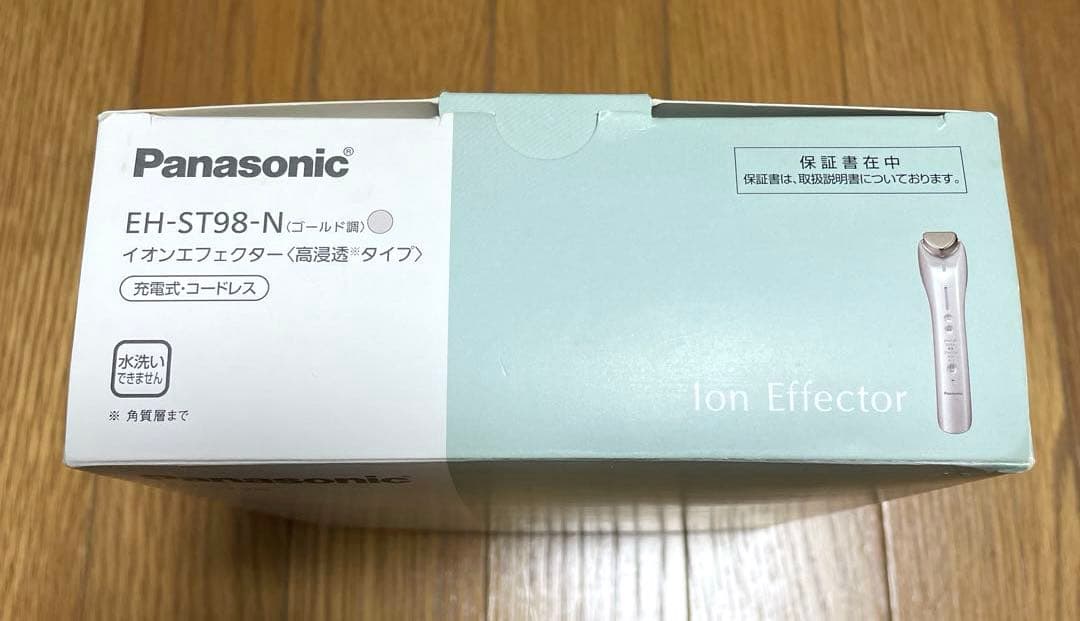 Panasonic®
EH-ST98-N(ゴールド調)
イオンエフェクター〈高浸透※タイプ〉
充電式・コードレス
水洗い
できません
※ 角質層まで
保証書在中
保証書は、取扱説明書についております。
Ion Effector
Panasonic
Panasonic